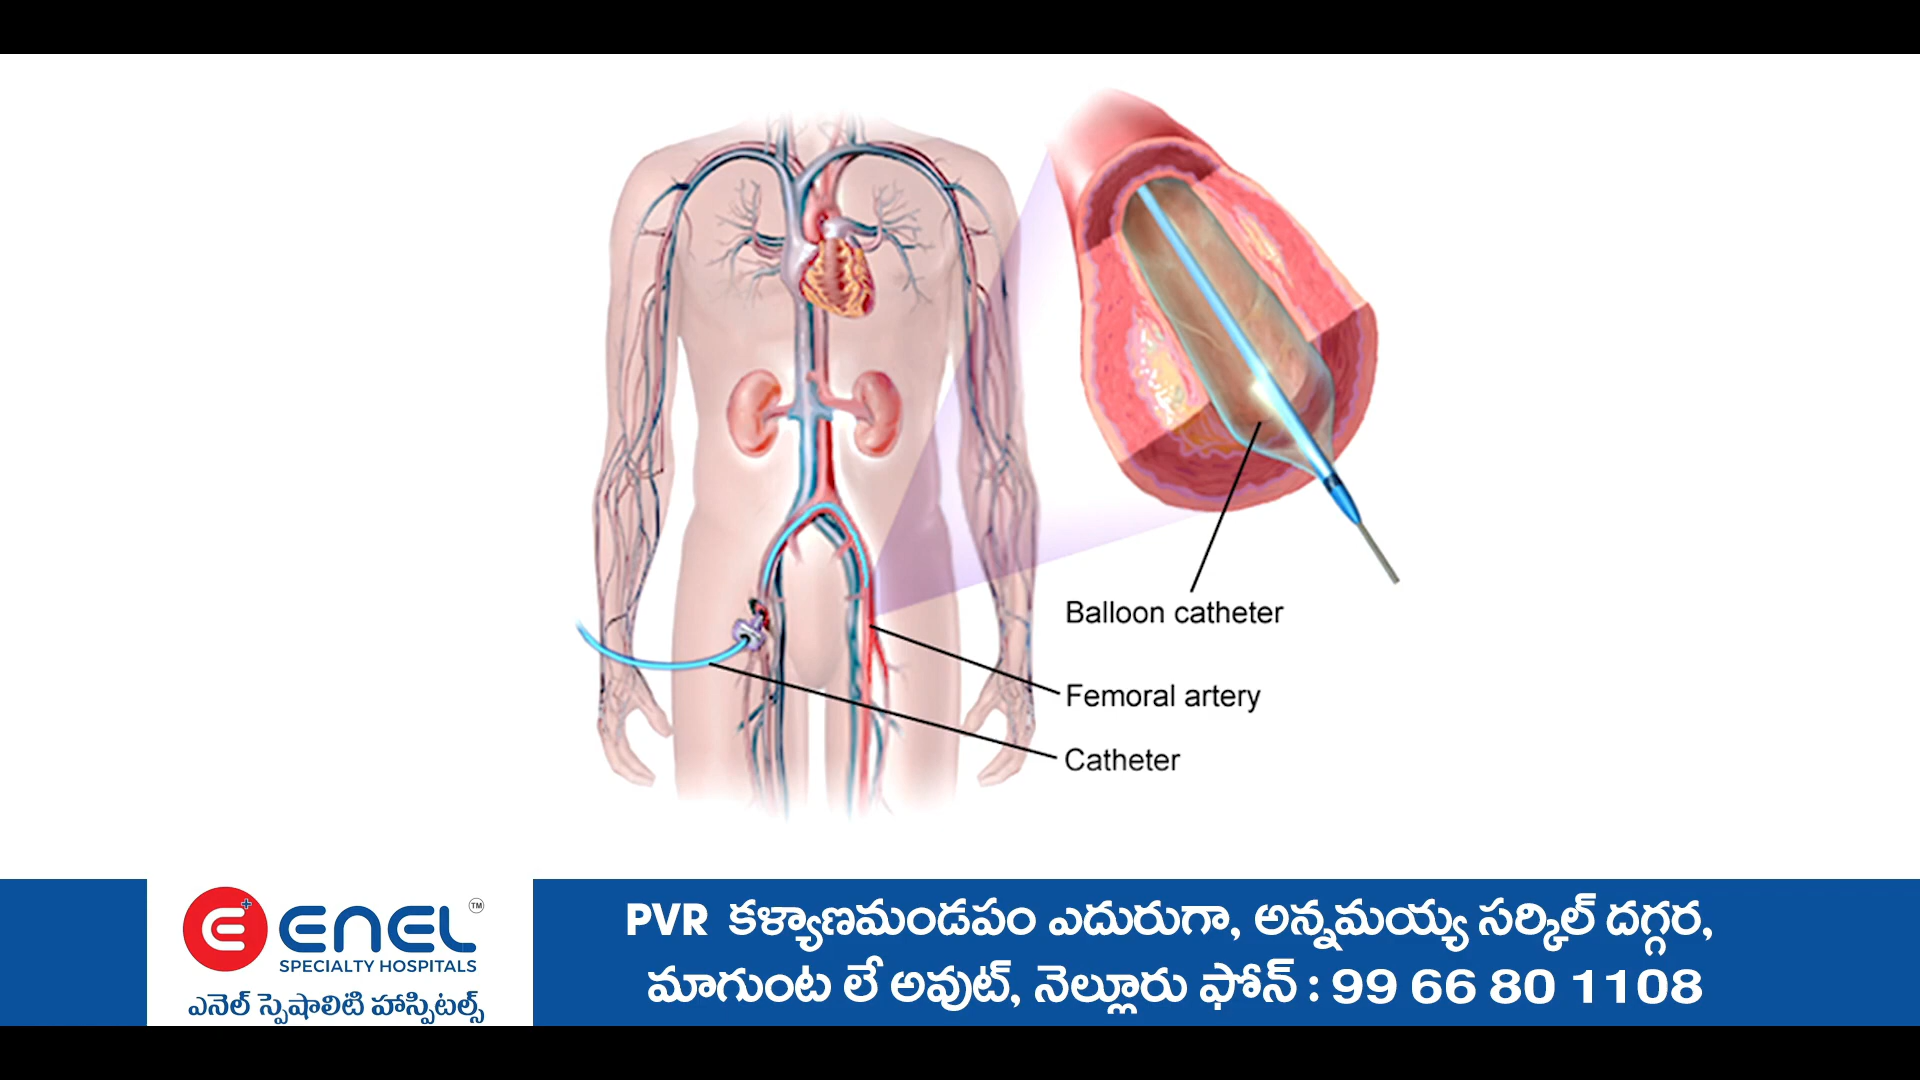 Balloon catheter
Femoral artery
Catheter
ENEL TM
SPECIALTY HOSPITALS
ఎనెల్ స్పెషాలిటి హాస్పిటల్స్
PVR కళ్యాణమండపం ఎదురుగా, అన్నమయ్య సర్కిల్ దగ్గర,
మాగుంట లే అవుట్, నెల్లూరు ఫోన్ : 99 66 80 1108